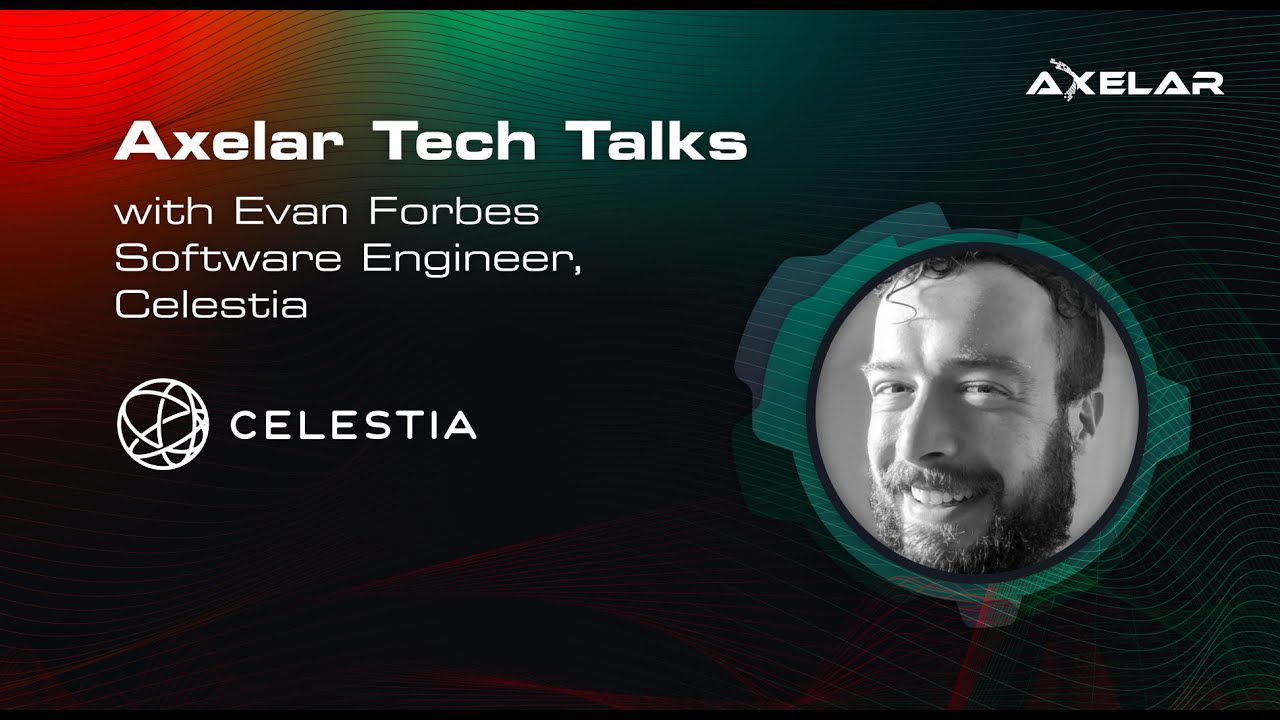 AXELAR
Axelar Tech Talks
with Evan Forbes
Software Engineer,
Celestia
CELESTIA